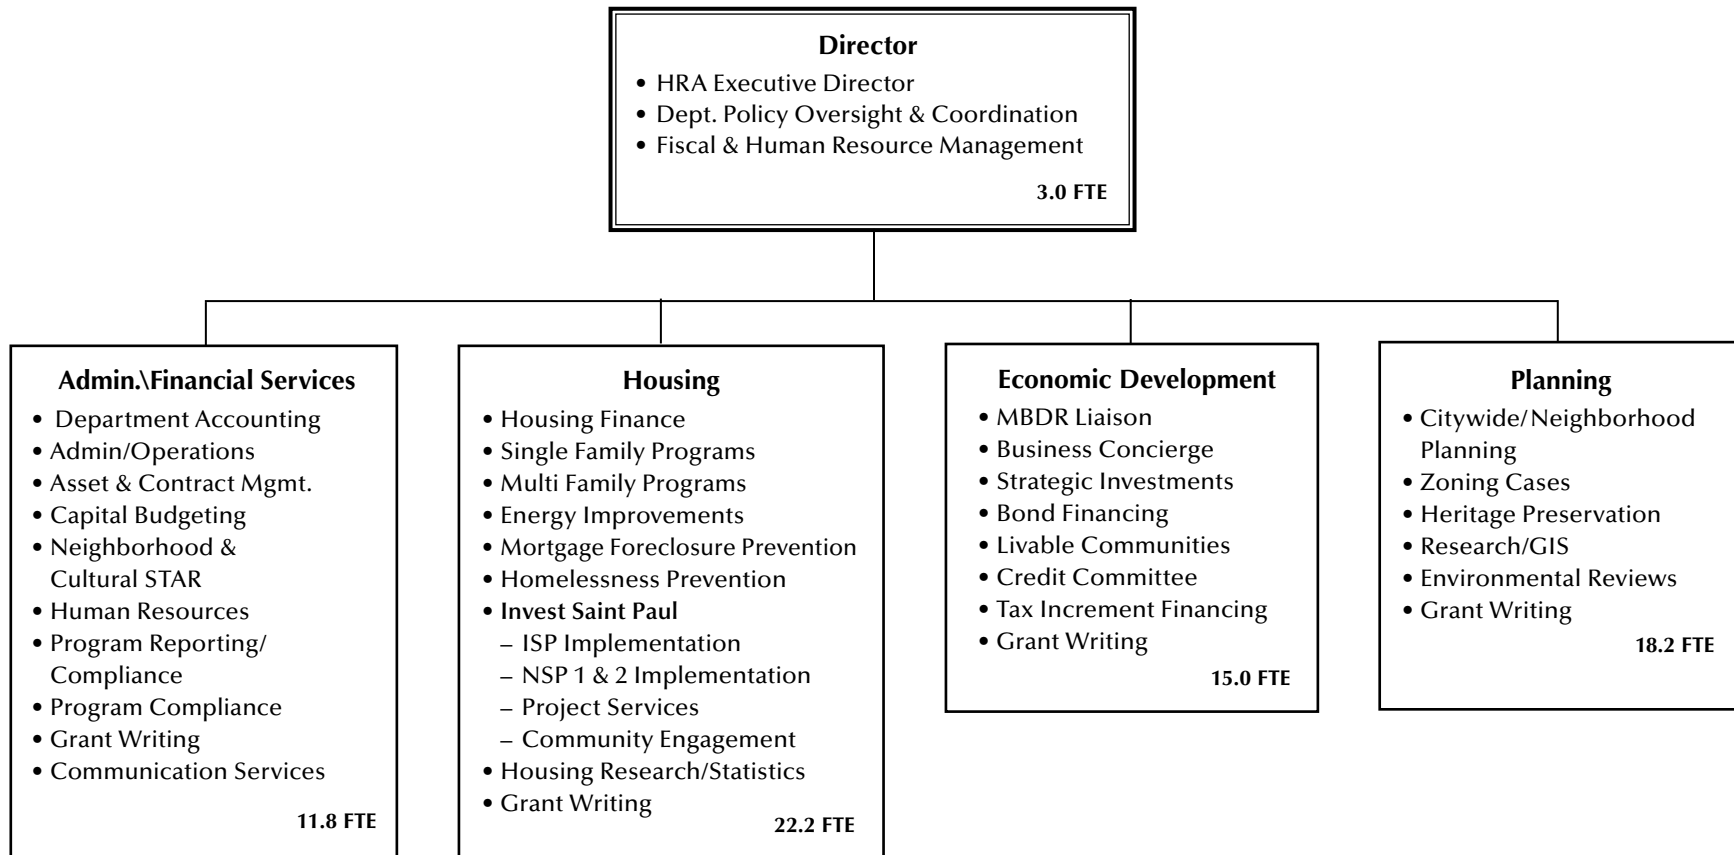 Director
• HRA Executive Director
• Dept. Policy Oversight & Coordination
• Fiscal & Human Resource Management
3.0 FTE
Admin.\Financial Services
• Department Accounting
• Admin/Operations
• Asset & Contract Mgmt.
• Capital Budgeting
• Neighborhood &
Cultural STAR
• Human Resources
• Program Reporting/
Compliance
• Program Compliance
• Grant Writing
• Communication Services
11.8 FTE
Housing
• Housing Finance
• Single Family Programs
• Multi Family Programs
• Energy Improvements
• Mortgage Foreclosure Prevention
• Homelessness Prevention
• Invest Saint Paul
– ISP Implementation
– NSP 1 & 2 Implementation
– Project Services
– Community Engagement
• Housing Research/Statistics
• Grant Writing
22.2 FTE
Economic Development
• MBDR Liaison
• Business Concierge
• Strategic Investments
• Bond Financing
• Livable Communities
• Credit Committee
• Tax Increment Financing
• Grant Writing
15.0 FTE
Planning
• Citywide/Neighborhood
Planning
• Zoning Cases
• Heritage Preservation
• Research/GIS
• Environmental Reviews
• Grant Writing
18.2 FTE